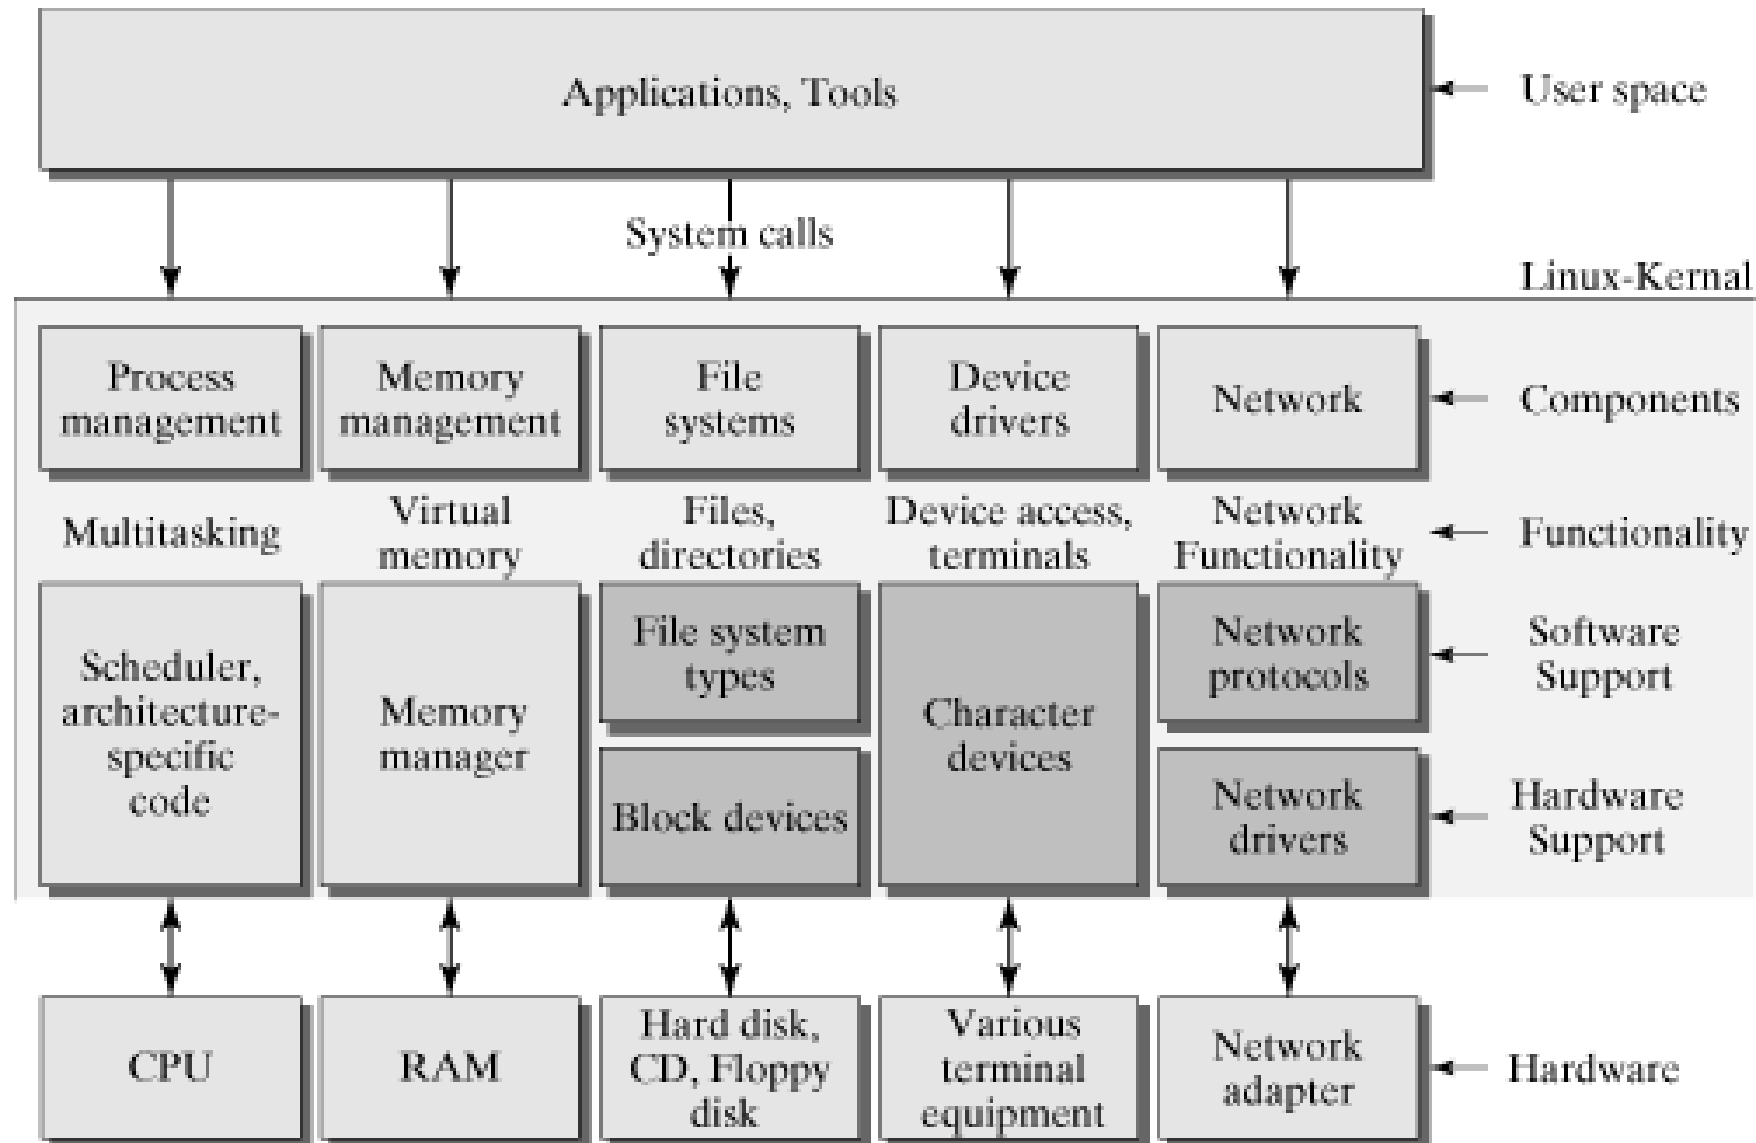 Applications, Tools
User space
System calls
Linux-Kernal
Process
management
Memory
management
File
systems
Device
drivers
Network
Components
Multitasking
Virtual
memory
Files,
directories
Device access,
terminals
Network
Functionality
Functionality
Scheduler,
architecture-
specific
code
Memory
manager
File system
types
Block devices
Character
devices
Network
protocols
Network
drivers
Software
Support
Hardware
Support
CPU
RAM
Hard disk,
CD, Floppy
disk
Various
terminal
equipment
Network
adapter
Hardware